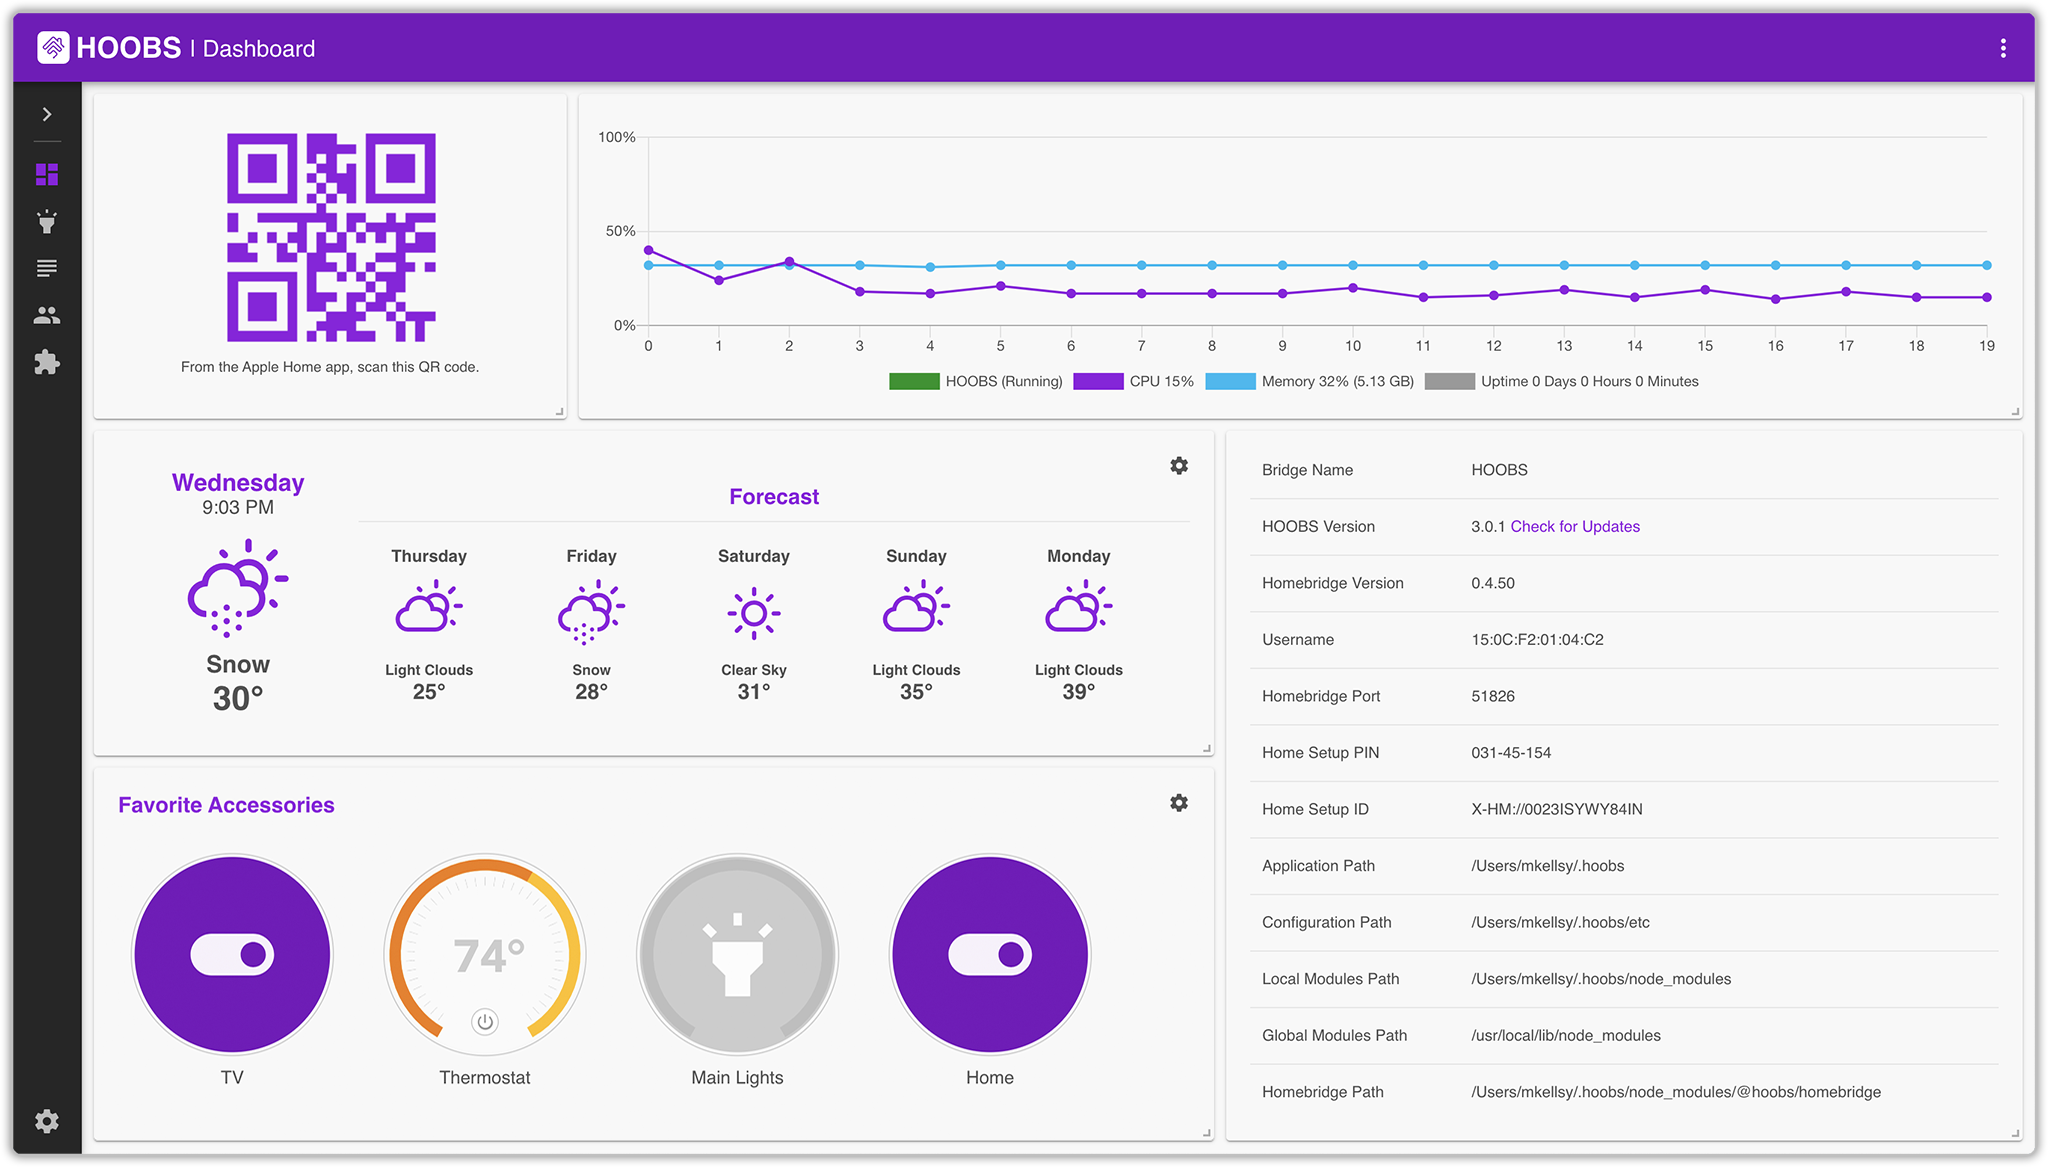 HOOBS | Dashboard
From the Apple Home app, scan this QR code.
100%
50%
0%
0 1 2 3 4 5 6 7 8 9 10 11 12 13 14 15 16 17 18 19
HOOBS (Running) CPU 15% Memory 32% (5.13 GB) Uptime 0 Days 0 Hours 0 Minutes
Wednesday
9:03 PM
Snow
30°
Forecast
Thursday Friday Saturday Sunday Monday
Light Clouds Snow Clear Sky Light Clouds Light Clouds
25° 28° 31° 35° 39°
Favorite Accessories
74°
TV Thermostat Main Lights Home
Bridge Name HOOBS
HOOBS Version 3.0.1 Check for Updates
Homebridge Version 0.4.50
Username 15:0C:F2:01:04:C2
Homebridge Port 51826
Home Setup PIN 031-45-154
Home Setup ID X-HM://0023ISYWY84IN
Application Path /Users/mkellsy/.hoobs
Configuration Path /Users/mkellsy/.hoobs/etc
Local Modules Path /Users/mkellsy/.hoobs/node_modules
Global Modules Path /usr/local/lib/node_modules
Homebridge Path /Users/mkellsy/.hoobs/node_modules/@hoobs/homebridge